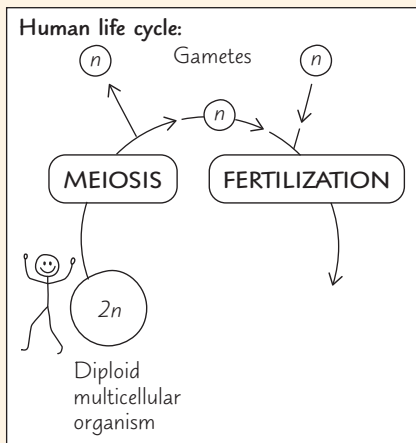 Human life cycle:
Gametes
n
n
n
MEIOSIS
FERTILIZATION
2n
Diploid
multicellular
organism